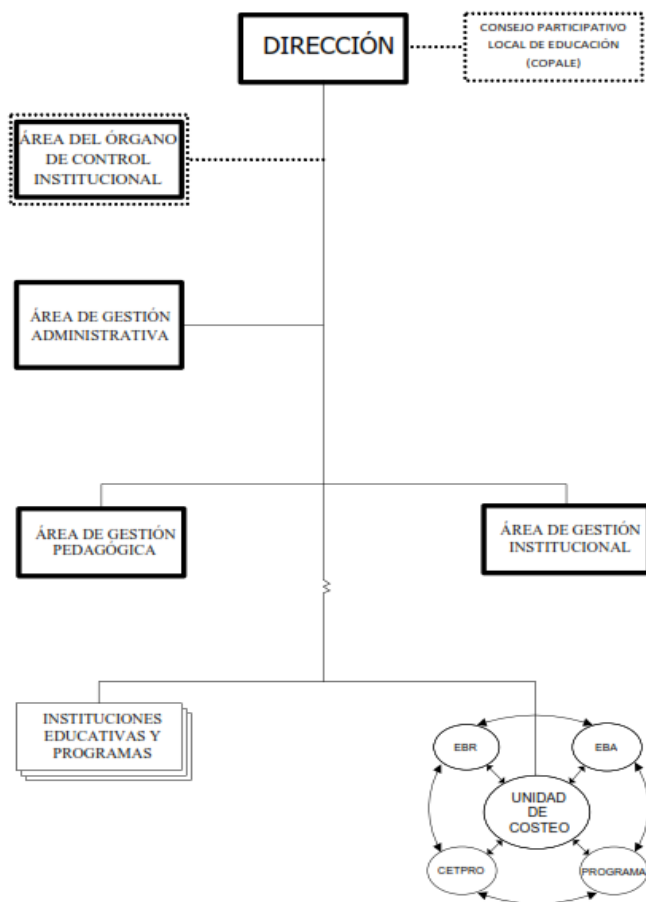 DIRECCIÓN
CONSEJO PARTICIPATIVO
LOCAL DE EDUCACIÓN
(COPALE)
ÁREA DEL ÓRGANO
DE CONTROL
INSTITUCIONAL
ÁREA DE GESTIÓN
ADMINISTRATIVA
ÁREA DE GESTIÓN
PEDAGÓGICA
ÁREA DE GESTIÓN
INSTITUCIONAL
INSTITUCIONES
EDUCATIVAS Y
PROGRAMAS
EBR
EBA
UNIDAD
DE
COSTEO
CETPRO
PROGRAMA